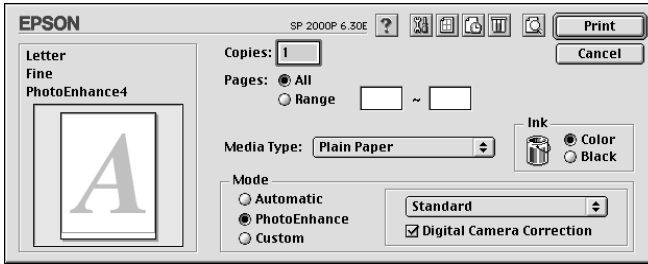 EPSON
SP 2000P 6.30E
?
Print
Letter
Fine
PhotoEnhance4
A
Copies: 1
Cancel
Pages: All
Range ~
Media Type: Plain Paper
Ink
Color
Black
Mode
Automatic
PhotoEnhance
Custom
Standard
Digital Camera Correction